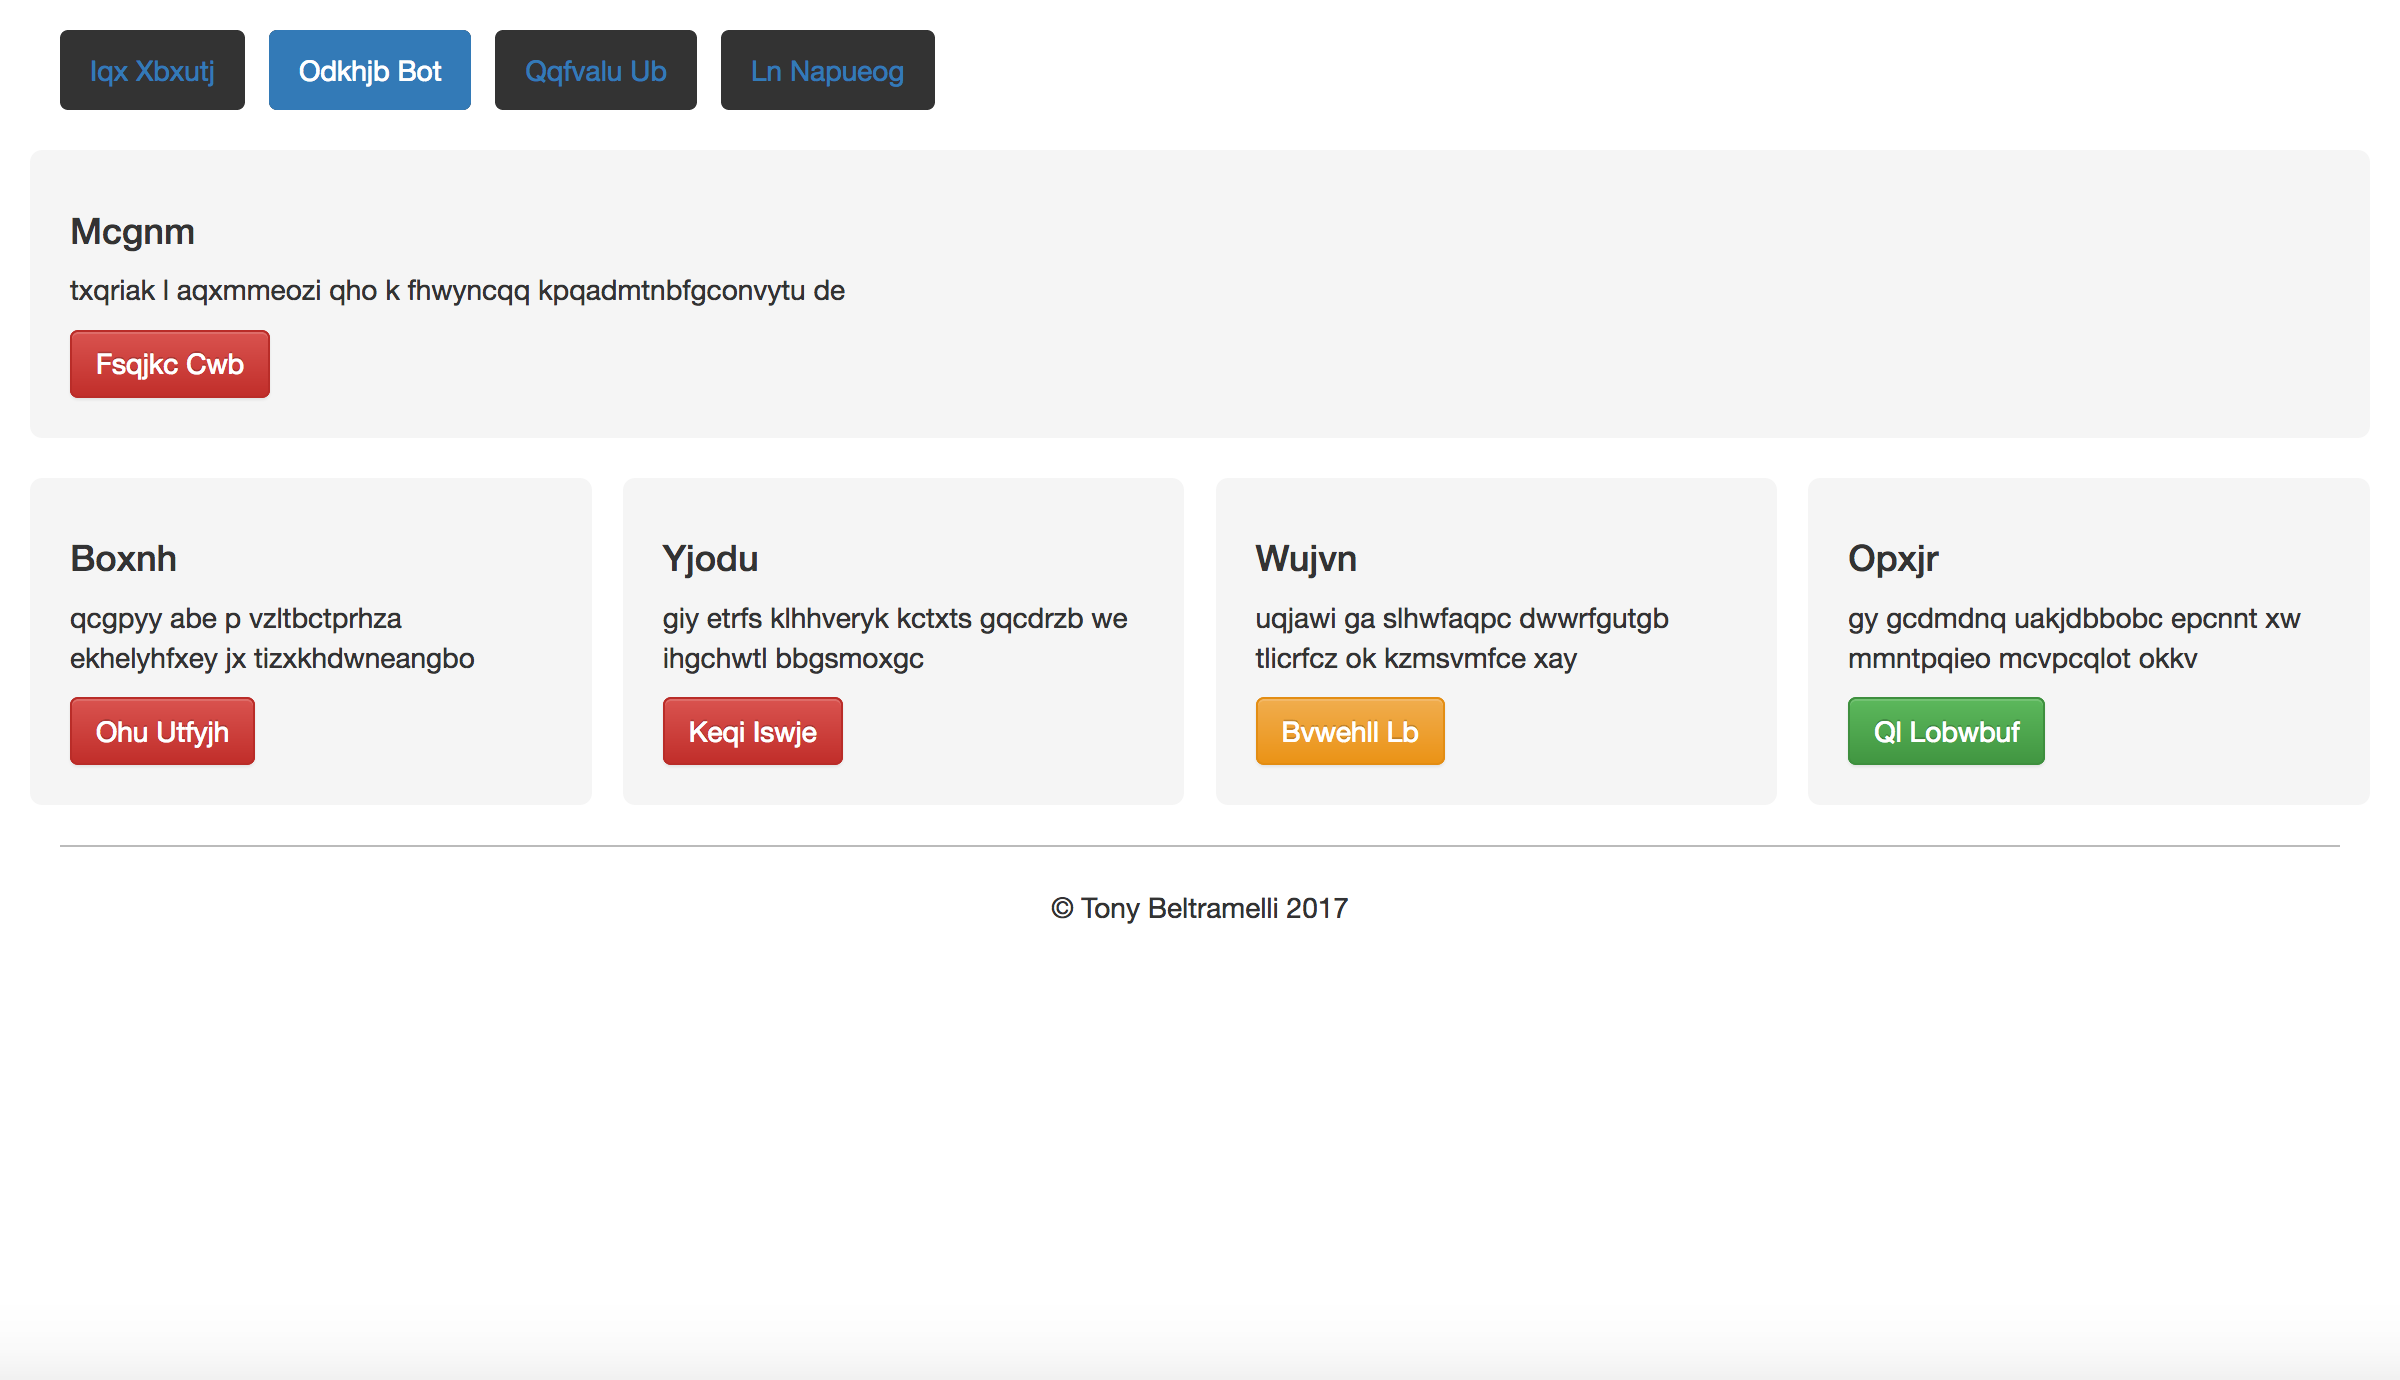 Iqx Xbxutj
Odkhjb Bot
Qqfvalu Ub
Ln Napueog
Mcgnm
txqriak l aqxmmeozi qho k fhwyncqq kpqadmtnbfgconvytu de
Fsqjkc Cwb
Boxnh
qcgpyy abe p vzltbctprhza
ekhelyhfxey jx tizxkhdwneangbo
Ohu Utfyjh
Yjodu
giy etrfs klhhveryk kctxts gqcdrzb we
ihgchwtl bbgsmoxgc
Keqi Iswje
Wujvn
uqjawi ga slhwfaqpc dwwrfgutgb
tlicrfcz ok kzmsvmfce xay
Bvwehll Lb
Opxjr
gy gcdmdnq uakjdbbobc epcnnt xw
mmntpqieo mcvpcqlot okkv
Ql Lobwbuf
© Tony Beltramelli 2017